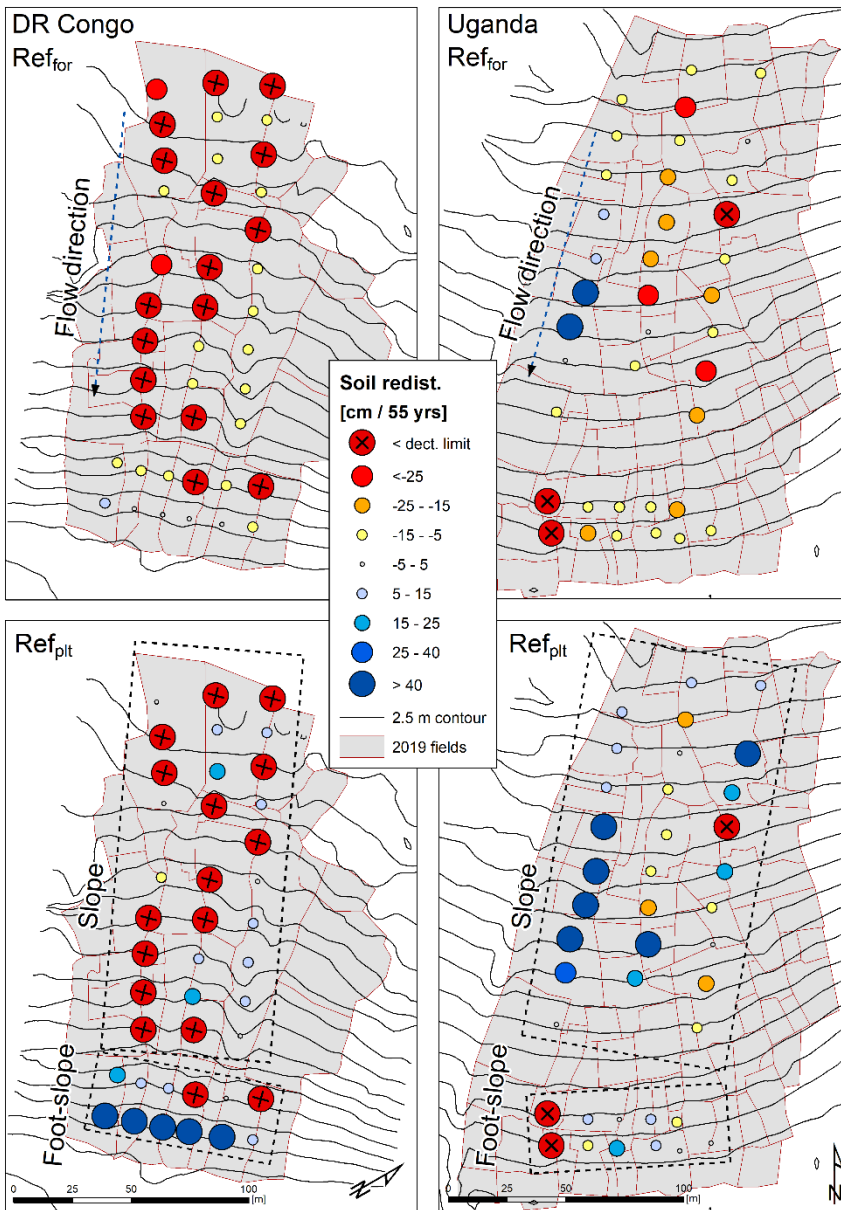 DR Congo
Ref_for
Flow direction
Uganda
Ref_for
Flow direction
Soil redist.
[cm / 55 yrs]
< dect. limit
<-25
-25 - -15
-15 - -5
-5 - 5
5 - 15
15 - 25
25 - 40
> 40
2.5 m contour
2019 fields
Ref_plt
Slope
Foot-slope
0 50 100 [m]
N
Ref_plt
Slope
Foot-slope
0 50 100 [m]
N